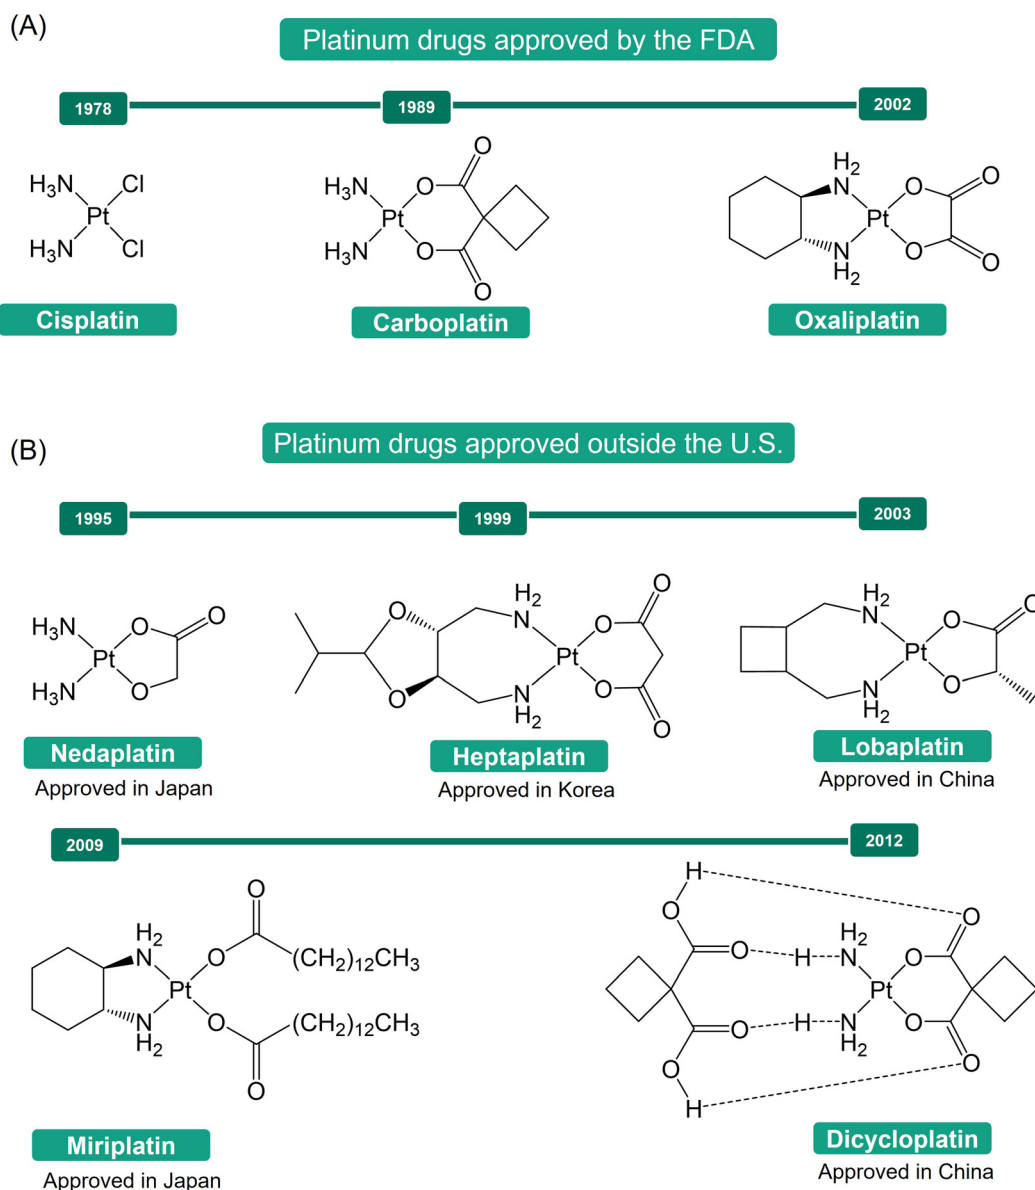 (A)
Platinum drugs approved by the FDA
1978
1989
2002
H₃N
Cl
Pt
H₃N
Cl
Cisplatin
O
H₃N
O
Pt
H₃N
O
O
Carboplatin
H₂
N
O
O
Pt
N
H₂
O
O
Oxaliplatin
(B)
Platinum drugs approved outside the U.S.
1995
1999
2003
H₃N
O
O
Pt
H₃N
O
Nedaplatin
Approved in Japan
O
O
H₂
N
O
Pt
N
H₂
O
O
O
Heptaplatin
Approved in Korea
H₂
N
O
O
Pt
N
H₂
O
Lobaplatin
Approved in China
2009
2012
O
H₂
N
O
(CH₂)₁₂CH₃
Pt
N
H₂
O
(CH₂)₁₂CH₃
O
Miriplatin
Approved in Japan
H
O
O
O
H
H₂
N
O
Pt
O
H
N
H₂
O
O
H
O
Dicycloplatin
Approved in China